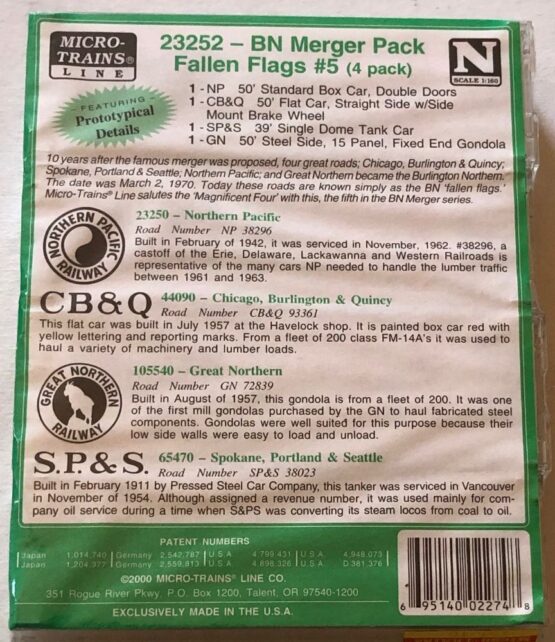 MICRO-
TRAINS®
LINE
23252 – BN Merger Pack
Fallen Flags #5 (4 pack)
N
SCALE 1:160
FEATURING
Prototypical
Details
1 - NP 50' Standard Box Car, Double Doors
1 - CB&Q 50' Flat Car, Straight Side w/Side
Mount Brake Wheel
1 - SP&S 39' Single Dome Tank Car
1 - GN 50' Steel Side, 15 Panel, Fixed End Gondola
10 years after the famous merger was proposed, four great roads; Chicago, Burlington & Quincy;
Spokane, Portland & Seattle; Northern Pacific; and Great Northern became the Burlington Northern.
The date was March 2, 1970. Today these roads are known simply as the BN 'fallen flags.'
Micro-Trains® Line salutes the 'Magnificent Four' with this, the fifth in the BN Merger series.
NORTHERN PACIFIC
RAILWAY
23250 – Northern Pacific
Road Number NP 38296
Built in February of 1942, it was serviced in November, 1962. #38296, a
castoff of the Erie, Delaware, Lackawanna and Western Railroads is
representative of the many cars NP needed to handle the lumber traffic
between 1961 and 1963.
CB&Q
44090 – Chicago, Burlington & Quincy
Road Number CB&Q 93361
This flat car was built in July 1957 at the Havelock shop. It is painted box car red with
yellow lettering and reporting marks. From a fleet of 200 class FM-14A's it was used to
haul a variety of machinery and lumber loads.
GREAT NORTHERN
RAILWAY
105540 – Great Northern
Road Number GN 72839
Built in August of 1957, this gondola is from a fleet of 200. It was one
of the first mill gondolas purchased by the GN to haul fabricated steel
components. Gondolas were well suited for this purpose because their
low side walls were easy to load and unload.
S.P.&S.
65470 – Spokane, Portland & Seattle
Road Number SP&S 38023
Built in February 1911 by Pressed Steel Car Company, this tanker was serviced in Vancouver
in November of 1954. Although assigned a revenue number, it was used mainly for com-
pany oil service during a time when S&PS was converting its steam locos from coal to oil.
PATENT NUMBERS
Japan 1,014,740 Germany 2,542,787 U.S.A. 4,799,431 U.S.A. 4,948,073
Japan 1,204,377 Germany 2,559,813 U.S.A. 4,898,326 U.S.A. D.381,376
©2000 MICRO-TRAINS® LINE CO.
351 Rogue River Pkwy, P.O. Box 1200, Talent, OR 97540-1200
EXCLUSIVELY MADE IN THE U.S.A.
6 95140 02274 8